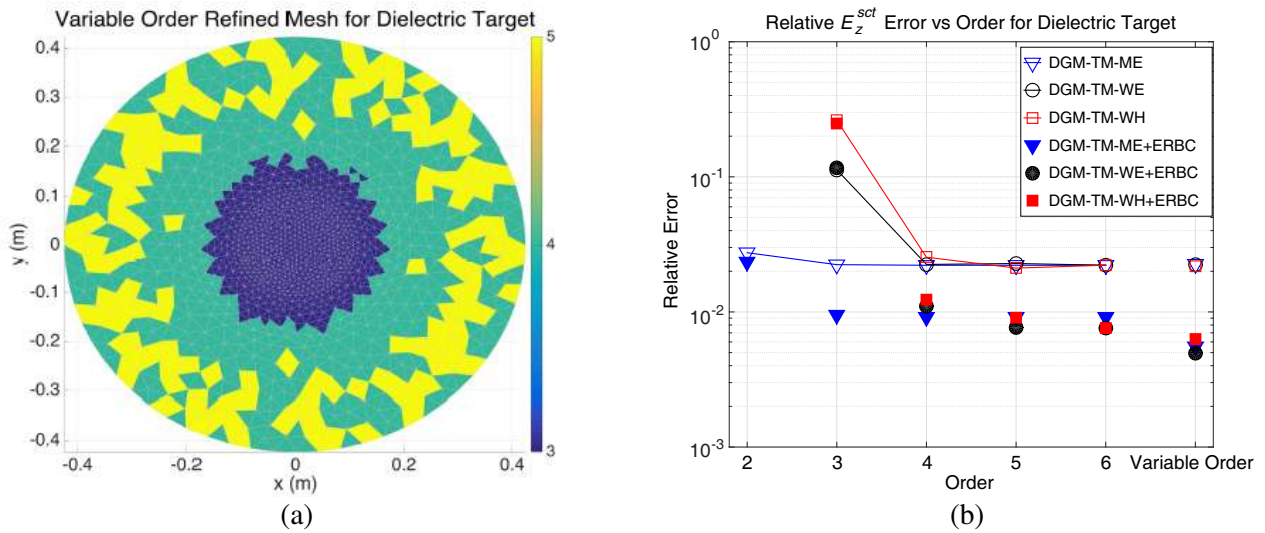 Variable Order Refined Mesh for Dielectric Target
0.4
0.3
0.2
0.1
0
-0.1
-0.2
-0.3
-0.4
y (m)
-0.4
-0.2
0
0.2
0.4
x (m)
5
4
3
(a)
Relative E_z^sct Error vs Order for Dielectric Target
10^0
10^-1
10^-2
10^-3
Relative Error
DGM-TM-ME
DGM-TM-WE
DGM-TM-WH
DGM-TM-ME+ERBC
DGM-TM-WE+ERBC
DGM-TM-WH+ERBC
2
3
4
5
6
Variable Order
Order
(b)